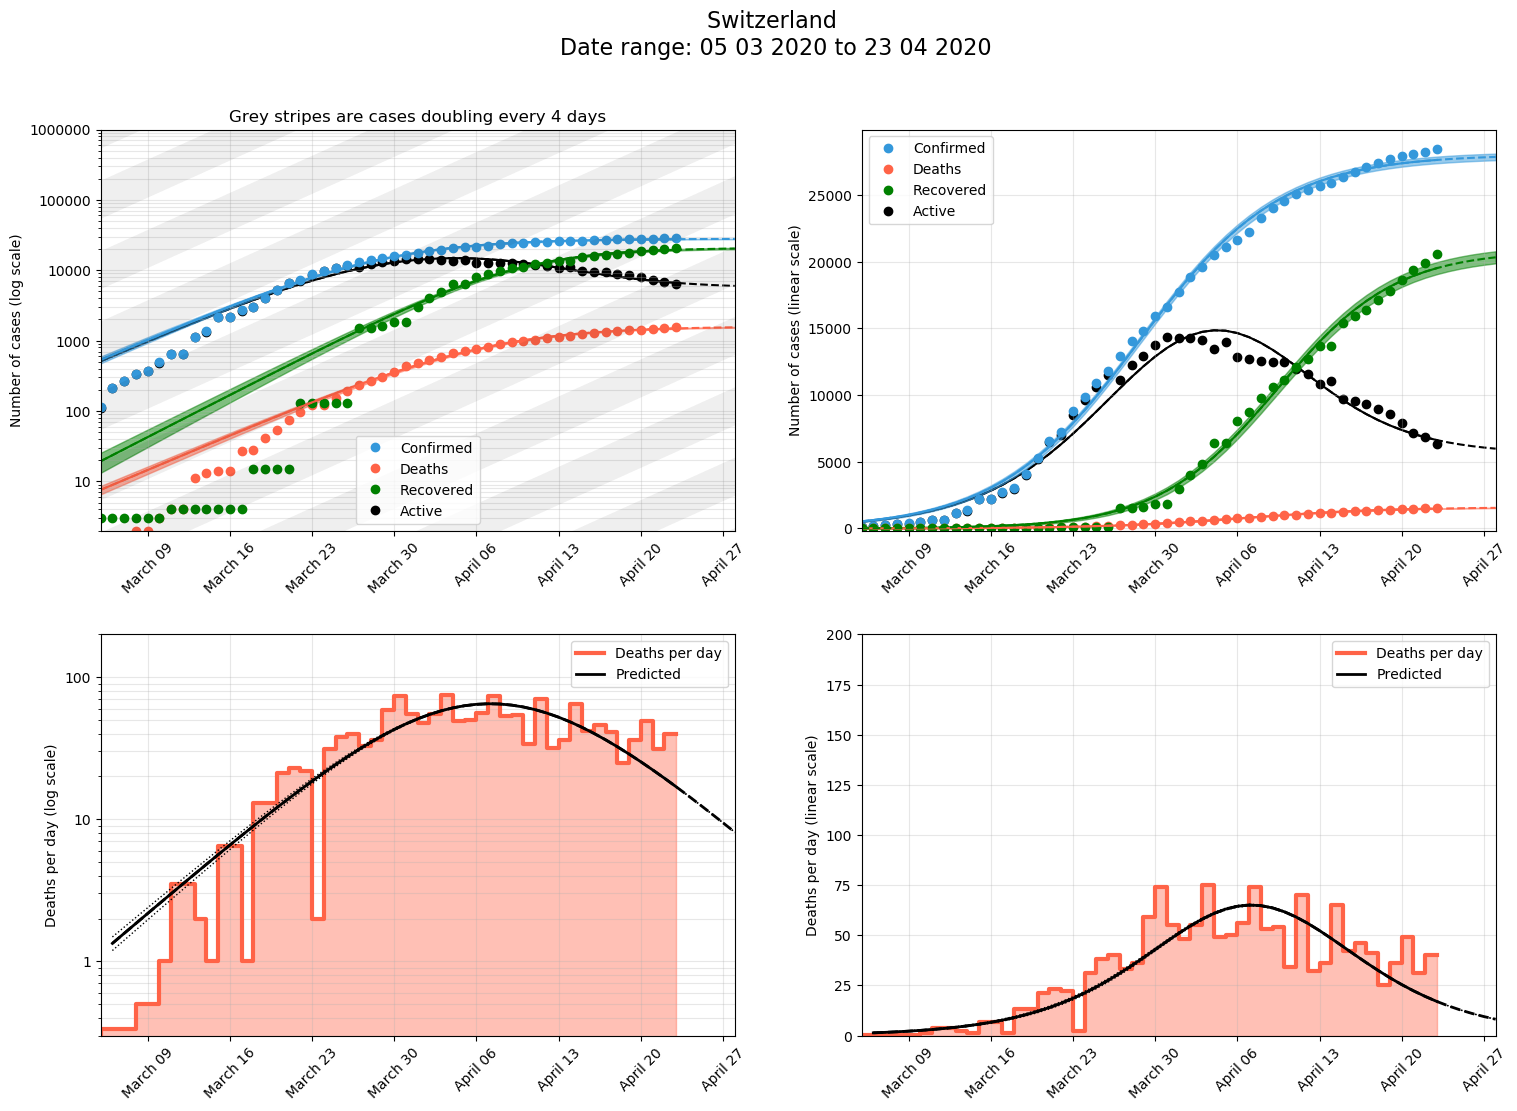 Switzerland
Date range: 05 03 2020 to 23 04 2020
Grey stripes are cases doubling every 4 days
Number of cases (log scale)
1000000
100000
10000
1000
100
10
Confirmed
Deaths
Recovered
Active
March 09
March 16
March 23
March 30
April 06
April 13
April 20
April 27
Number of cases (linear scale)
25000
20000
15000
10000
5000
0
Confirmed
Deaths
Recovered
Active
March 09
March 16
March 23
March 30
April 06
April 13
April 20
April 27
Deaths per day (log scale)
100
10
1
Deaths per day
Predicted
March 09
March 16
March 23
March 30
April 06
April 13
April 20
April 27
Deaths per day (linear scale)
200
175
150
125
100
75
50
25
0
Deaths per day
Predicted
March 09
March 16
March 23
March 30
April 06
April 13
April 20
April 27